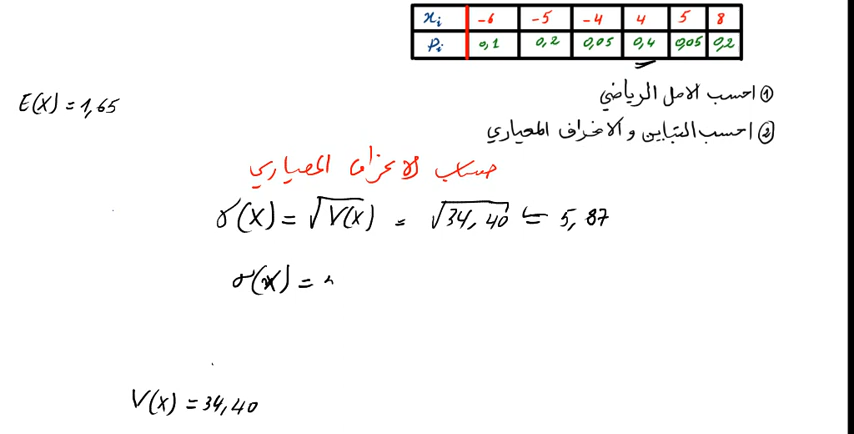 xi -6 -5 -4 4 5 8
Pi 0,1 0,2 0,05 0,4 0,05 0,2
① احسب الامل الرياضي
E(X) = 1,65
② احسب التباين و الانحراف المعياري
حساب الانحراف المعياري
σ(X) = √V(X) = √34,40 ≃ 5,87
σ(X) =
V(X) = 34,40